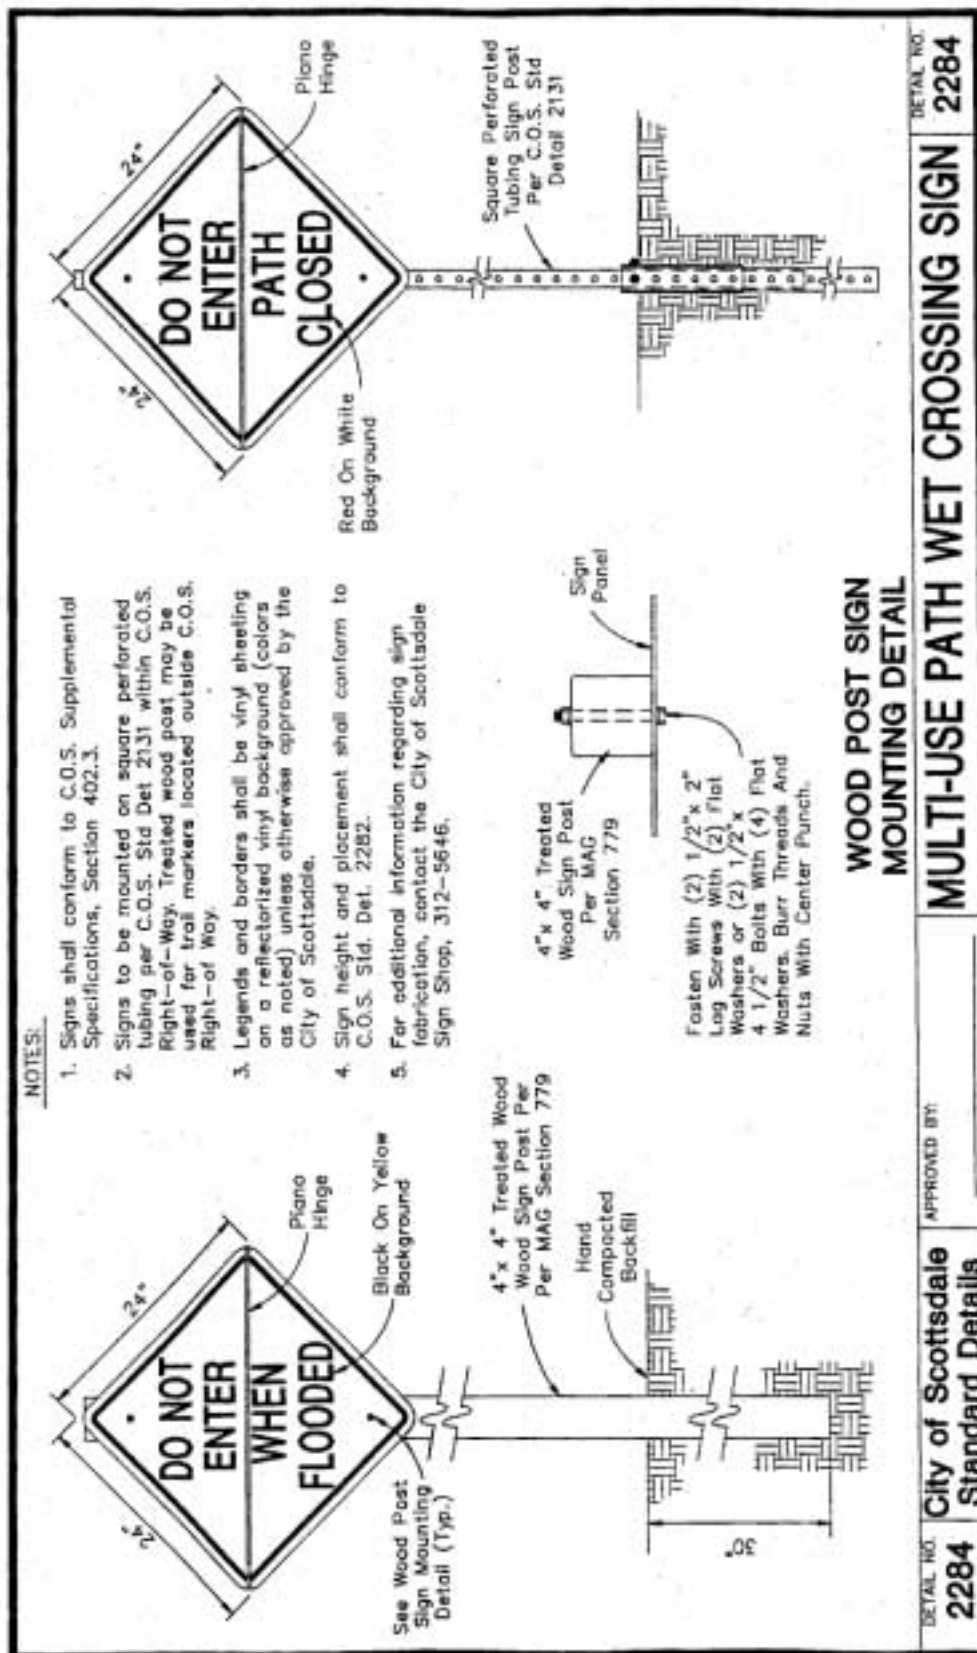 NOTES:
1. Signs shall conform to C.O.S. Supplemental
Specifications, Section 402.3.
2. Signs to be mounted on square perforated
tubing per C.O.S. Std Det 2131 within C.O.S.
Right-of-Way. Treated wood post may be
used for trail markers located outside C.O.S.
Right-of Way.
3. Legends and borders shall be vinyl sheeting
on a reflectorized vinyl background (colors
as noted) unless otherwise approved by the
City of Scottsdale.
4. Sign height and placement shall conform to
C.O.S. Std. Det. 2282.
5. For additional information regarding sign
fabrication, contact the City of Scottsdale
Sign Shop, 312-5646.
24"
24"
DO NOT
ENTER
WHEN
FLOODED
Piano
Hinge
Black On Yellow
Background
See Wood Post
Sign Mounting
Detail (Typ.)
4"x 4" Treated Wood
Wood Sign Post Per
Per MAG Section 779
Hand
Compacted
Backfill
30"
24"
24"
DO NOT
ENTER
PATH
CLOSED
Piano
Hinge
Red On White
Background
Square Perforated
Tubing Sign Post
Per C.O.S. Std
Detail 2131
4"x 4" Treated
Wood Sign Post
Per MAG
Section 779
Sign
Panel
Fasten With (2) 1/2"x 2"
Lag Screws With (2) Flat
Washers or (2) 1/2"x
4 1/2" Bolts With (4) Flat
Washers. Burr Threads And
Nuts With Center Punch.
WOOD POST SIGN
MOUNTING DETAIL
DETAIL NO.
2284
City of Scottsdale
Standard Details
APPROVED BY:
MULTI-USE PATH WET CROSSING SIGN
DETAIL NO.
2284